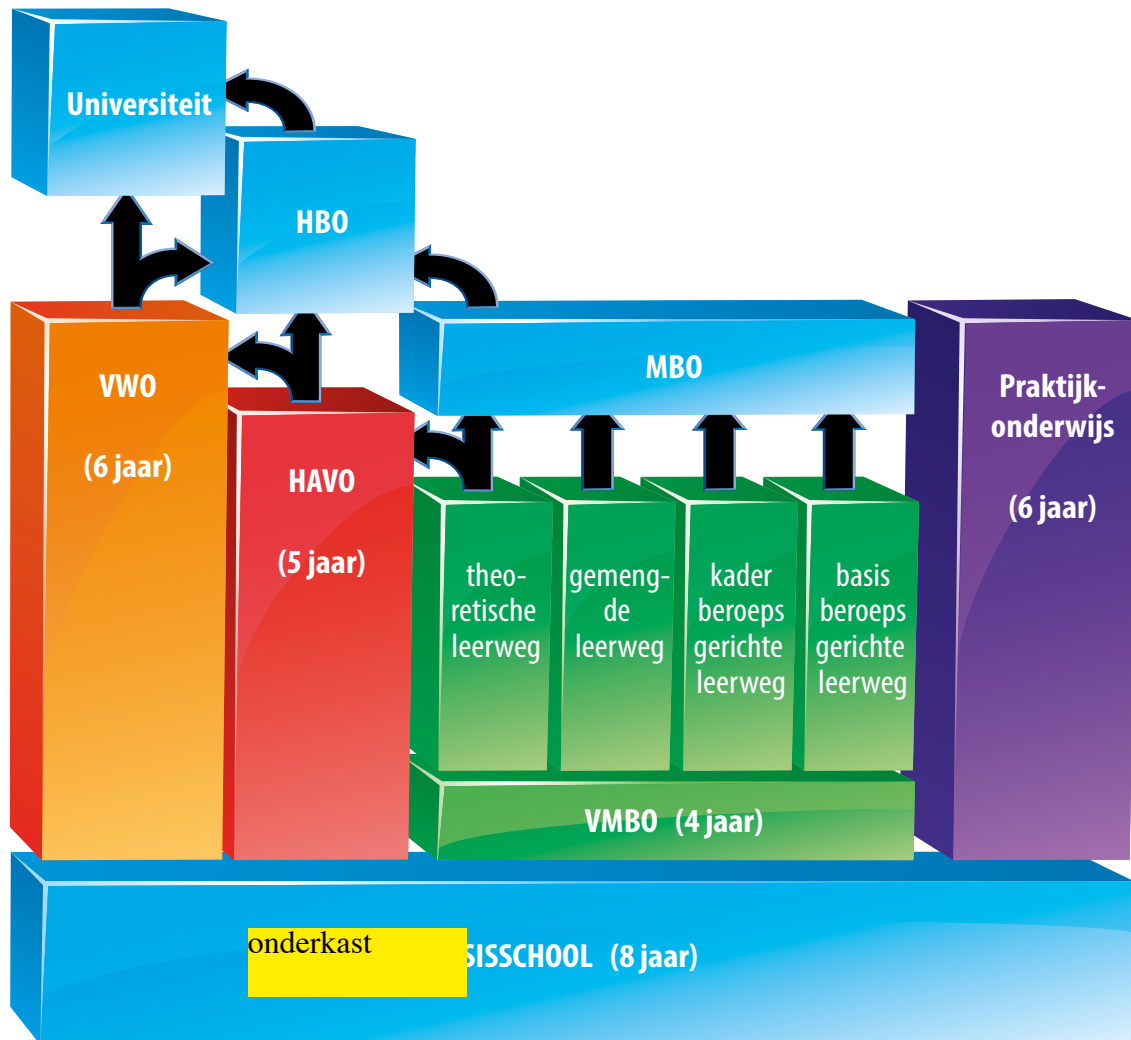 Universiteit
HBO
MBO
VWO
(6 jaar)
HAVO
(5 jaar)
Praktijk-
onderwijs
(6 jaar)
theo-
retische
leerweg
gemeng-
de
leerweg
kader
beroeps
gerichte
leerweg
basis
beroeps
gerichte
leerweg
VMBO (4 jaar)
onderkast
SISSCHOOL (8 jaar)